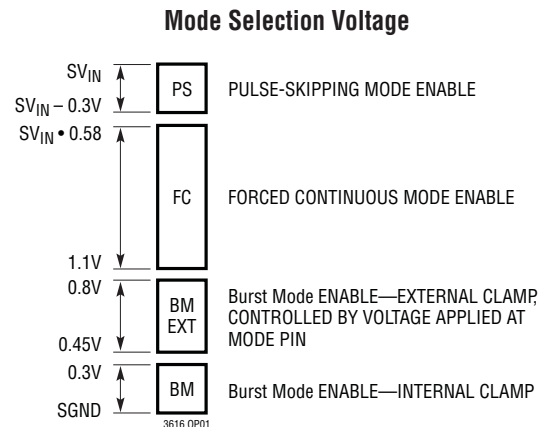 Mode Selection Voltage
SVIN
PS
PULSE-SKIPPING MODE ENABLE
SVIN – 0.3V
SVIN • 0.58
FC
FORCED CONTINUOUS MODE ENABLE
1.1V
0.8V
BM
EXT
Burst Mode ENABLE—EXTERNAL CLAMP,
CONTROLLED BY VOLTAGE APPLIED AT
MODE PIN
0.45V
0.3V
BM
Burst Mode ENABLE—INTERNAL CLAMP
SGND
3616 OP01